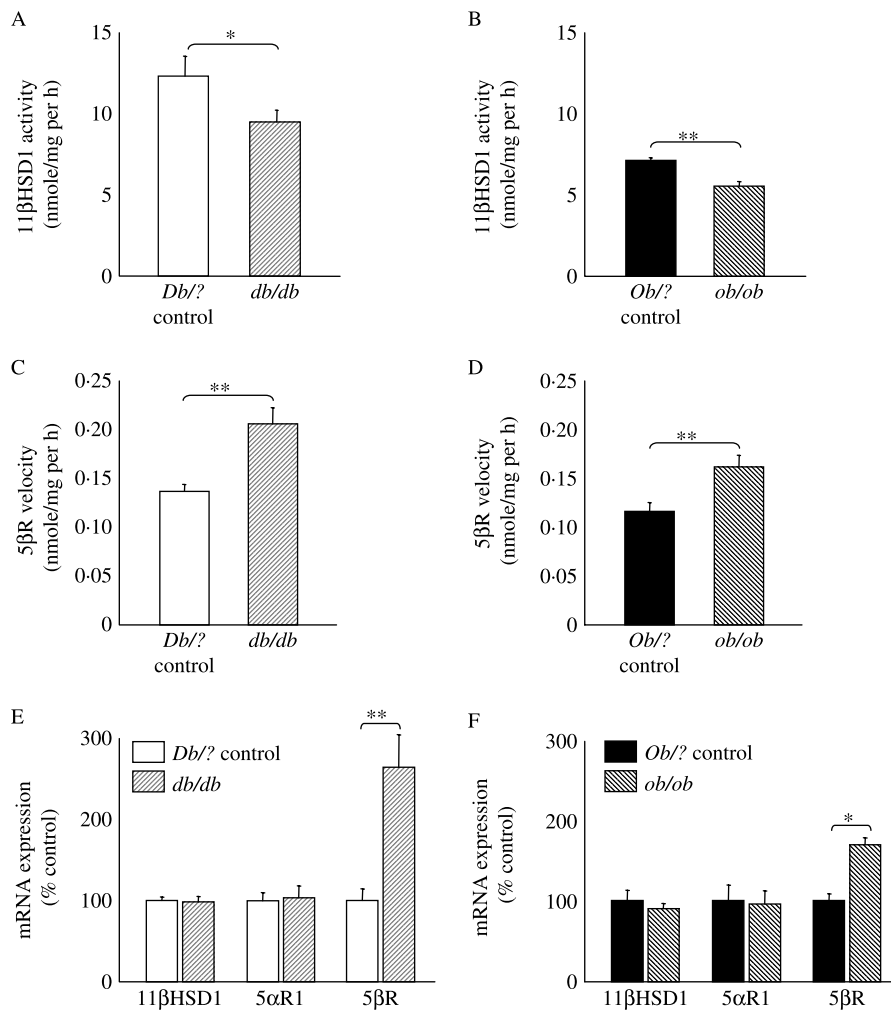 A
11βHSD1 activity
(nmole/mg per h)
15
10
5
0
*
Db/?
control
db/db
B
11βHSD1 activity
(nmole/mg per h)
15
10
5
0
**
Ob/?
control
ob/ob
C
5βR velocity
(nmole/mg per h)
0·25
0·20
0·15
0·10
0·05
0
**
Db/?
control
db/db
D
5βR velocity
(nmole/mg per h)
0·25
0·20
0·15
0·10
0·05
0
**
Ob/?
control
ob/ob
E
mRNA expression
(% control)
300
200
100
0
Db/? control
db/db
**
11βHSD1 5αR1 5βR
F
mRNA expression
(% control)
300
200
100
0
Ob/? control
ob/ob
*
11βHSD1 5αR1 5βR